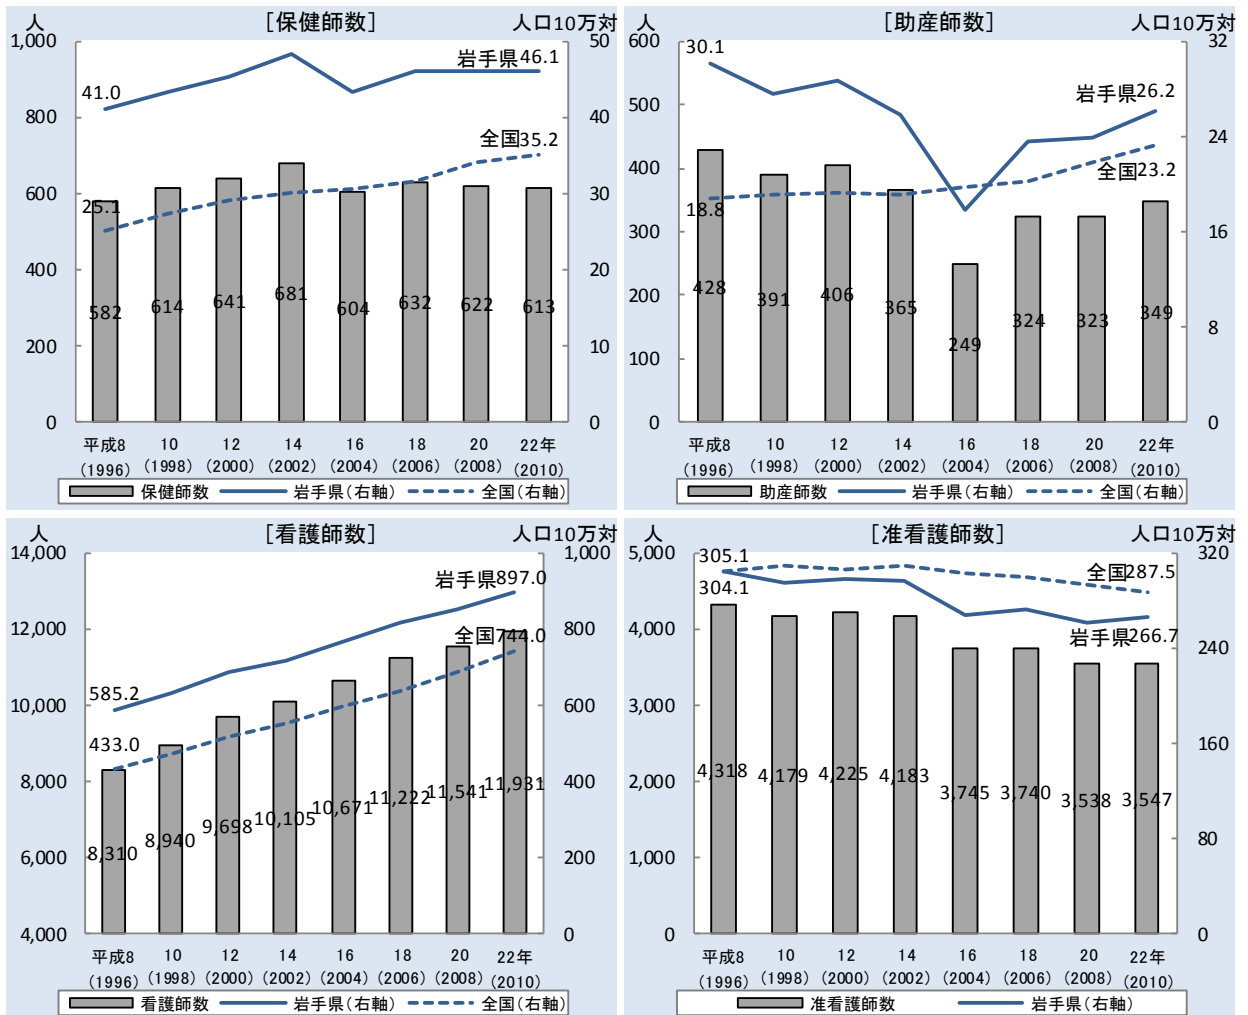 人 ［保健師数］ 人口10万対
1,000
800
600
400
200
0
50
40
30
20
10
0
41.0
岩手県46.1
全国35.2
25.1
582 614 641 681 604 632 622 613
平成8 10 12 14 16 18 20 22年
（1996） （1998） （2000） （2002） （2004） （2006） （2008） （2010）
保健師数 岩手県（右軸） 全国（右軸）
人 ［助産師数］ 人口10万対
600
500
400
300
200
100
0
32
24
16
8
0
30.1
岩手県26.2
全国23.2
18.8
428 391 406 365 249 324 323 349
平成8 10 12 14 16 18 20 22年
（1996） （1998） （2000） （2002） （2004） （2006） （2008） （2010）
助産師数 岩手県（右軸） 全国（右軸）
人 ［看護師数］ 人口10万対
14,000
12,000
10,000
8,000
6,000
4,000
1,000
800
600
400
200
0
岩手県897.0
全国744.0
585.2
433.0
8,310 8,940 9,698 10,105 10,671 11,222 11,541 11,931
平成8 10 12 14 16 18 20 22年
（1996） （1998） （2000） （2002） （2004） （2006） （2008） （2010）
看護師数 岩手県（右軸） 全国（右軸）
人 ［准看護師数］ 人口10万対
5,000
4,000
3,000
2,000
1,000
0
320
240
160
80
0
305.1
304.1
全国287.5
岩手県266.7
4,318 4,179 4,225 4,183 3,745 3,740 3,538 3,547
平成8 10 12 14 16 18 20 22年
（1996） （1998） （2000） （2002） （2004） （2006） （2008） （2010）
准看護師数 岩手県（右軸）